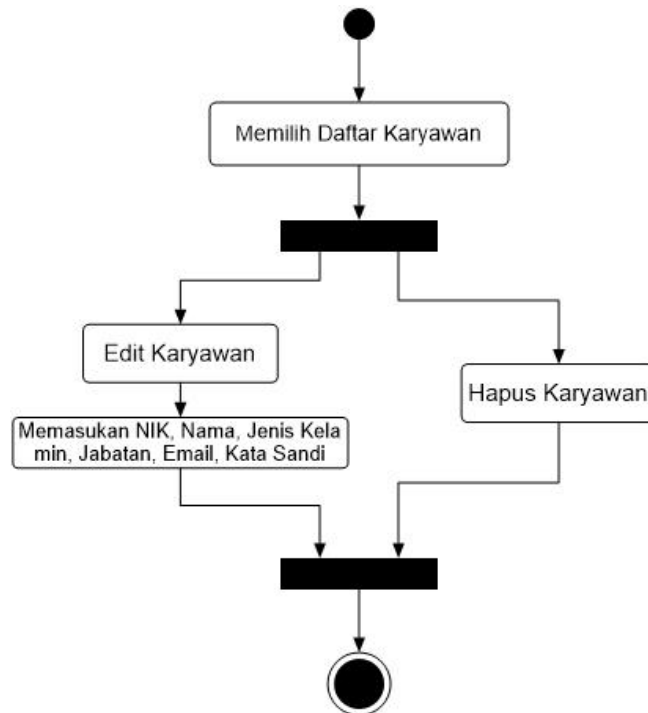 Memilih Daftar Karyawan
Edit Karyawan
Hapus Karyawan
Memasukan NIK, Nama, Jenis Kela
min, Jabatan, Email, Kata Sandi